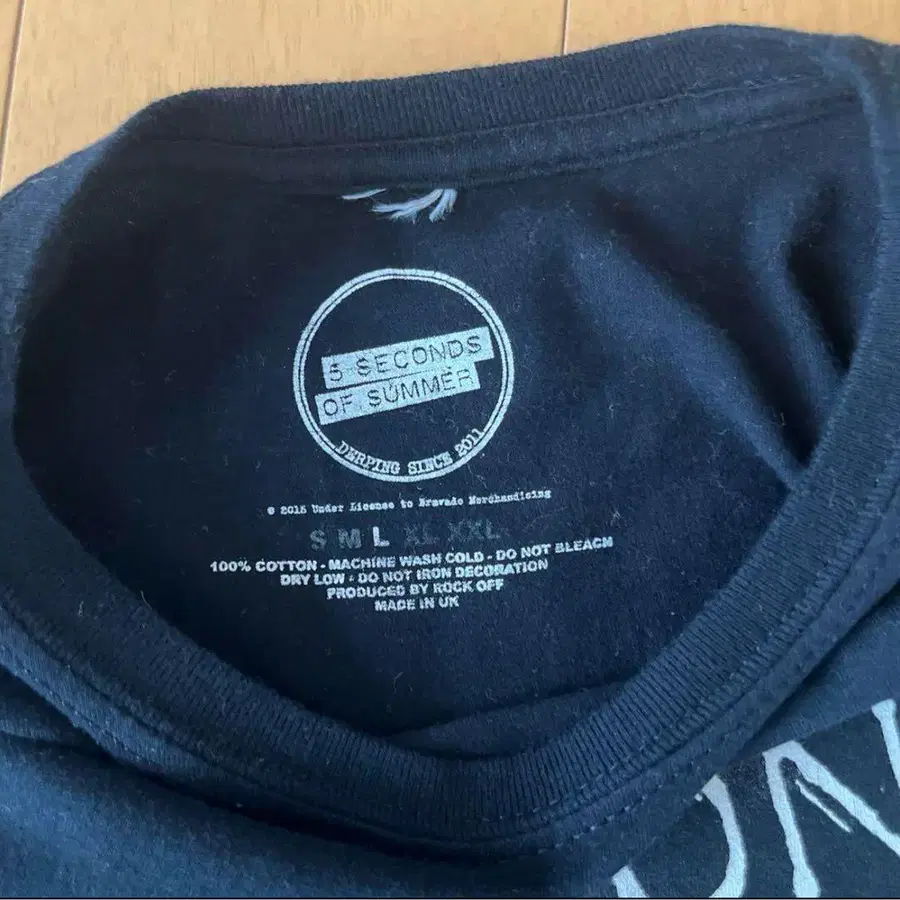 5 SECONDS
OF SUMMER
DERPING SINCE 2011
© 2015 Under License to Bravado Merchandising
S M L XL XXL
100% COTTON - MACHINE WASH COLD - DO NOT BLEACH
DRY LOW - DO NOT IRON DECORATION
PRODUCED BY ROCK OFF
MADE IN UK